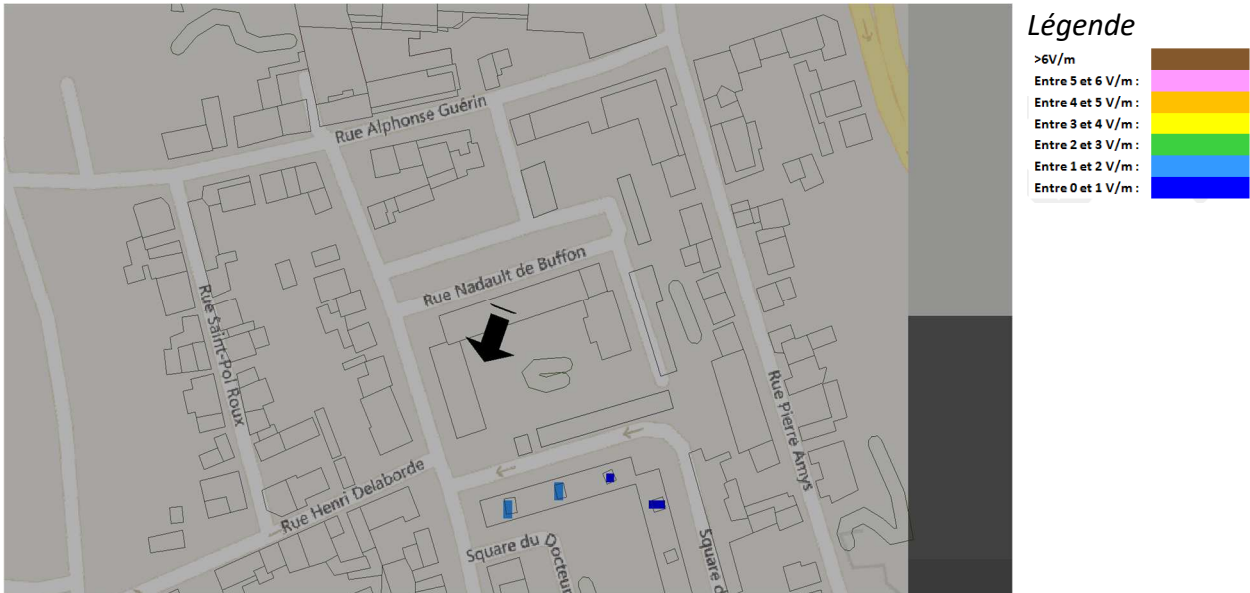 Légende
>6V/m
Entre 5 et 6 V/m :
Entre 4 et 5 V/m :
Entre 3 et 4 V/m :
Entre 2 et 3 V/m :
Entre 1 et 2 V/m :
Entre 0 et 1 V/m :
Rue Alphonse Guérin
Rue Nadault de Buffon
Rue Saint-Pol Roux
Rue Pierre Amys
Rue Henri Delaborde
Square du Docteur
Square d